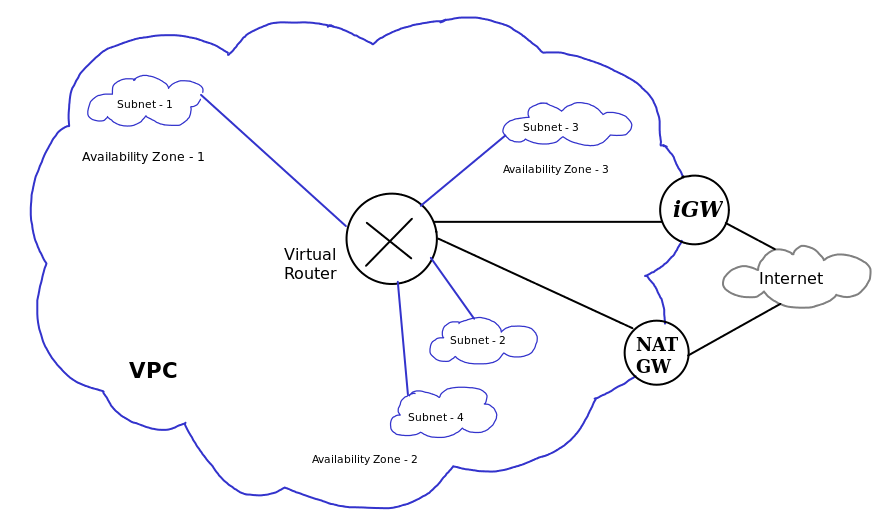 Subnet - 1
Availability Zone - 1
Subnet - 3
Availability Zone - 3
iGW
Virtual
Router
Internet
Subnet - 2
NAT
GW
VPC
Subnet - 4
Availability Zone - 2